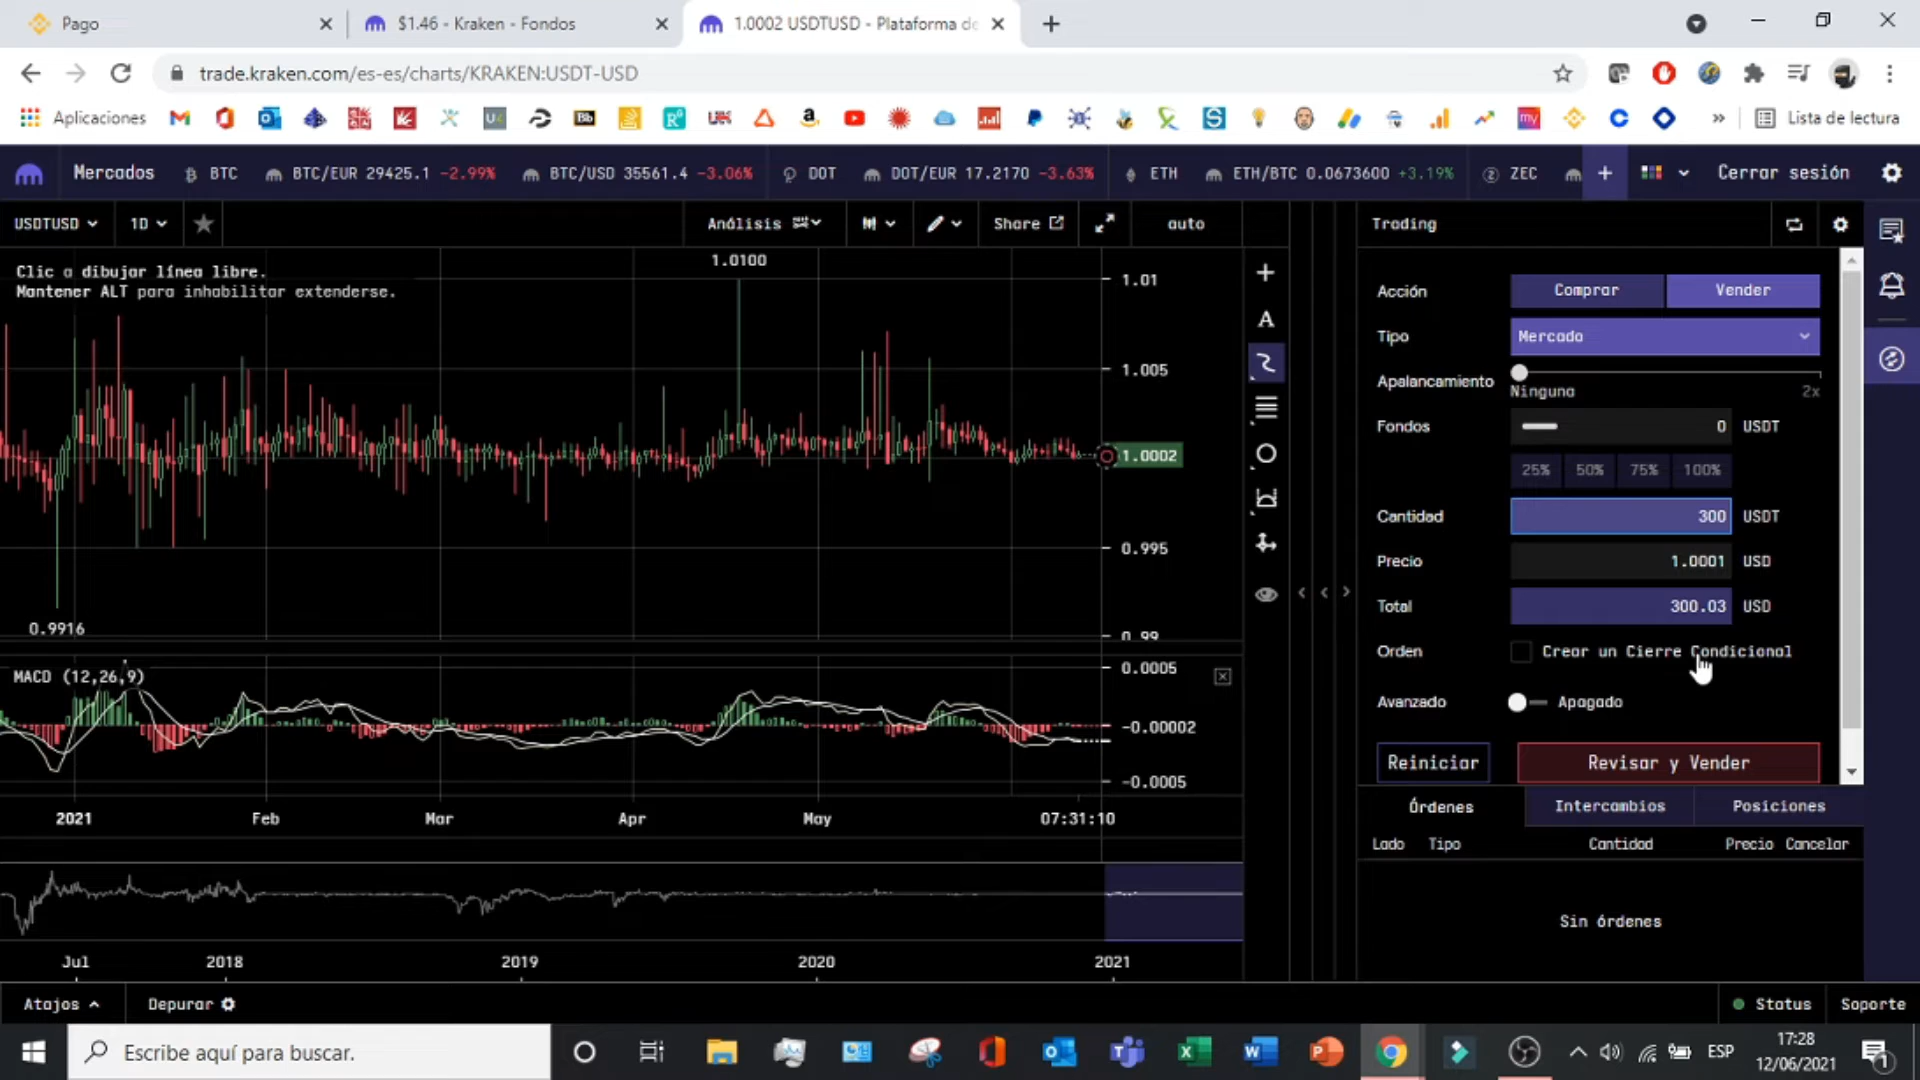 Pago
$1.46 - Kraken - Fondos
1.0002 USDTUSD - Plataforma de
trade.kraken.com/es-es/charts/KRAKEN:USDT-USD
Aplicaciones
Bb
my
Lista de lectura
Mercados BTC BTC/EUR 29425.1 -2.99% BTC/USD 35561.4 -3.06% DOT DOT/EUR 17.2170 -3.63% ETH ETH/BTC 0.0673600 +3.19% ZEC
Cerrar sesión
USDTUSD 1D Análisis Share auto
Trading
Clic a dibujar línea libre.
Mantener ALT para inhabilitar extenderse.
1.0100
1.01
1.005
1.0002
0.995
0.9916
0.99
MACD (12,26,9)
0.0005
-0.00002
-0.0005
2021 Feb Mar Apr May 07:31:10
Jul 2018 2019 2020 2021
Acción Comprar Vender
Tipo Mercado
Apalancamiento Ninguna 2x
Fondos 0 USDT
25% 50% 75% 100%
Cantidad 300 USDT
Precio 1.0001 USD
Total 300.03 USD
Orden Crear un Cierre Condicional
Avanzado Apagado
Reiniciar Revisar y Vender
Órdenes Intercambios Posiciones
Lado Tipo Cantidad Precio Cancelar
Sin órdenes
Atajos Depurar Status Soporte
Escribe aquí para buscar.
ESP
17:28
12/06/2021
1